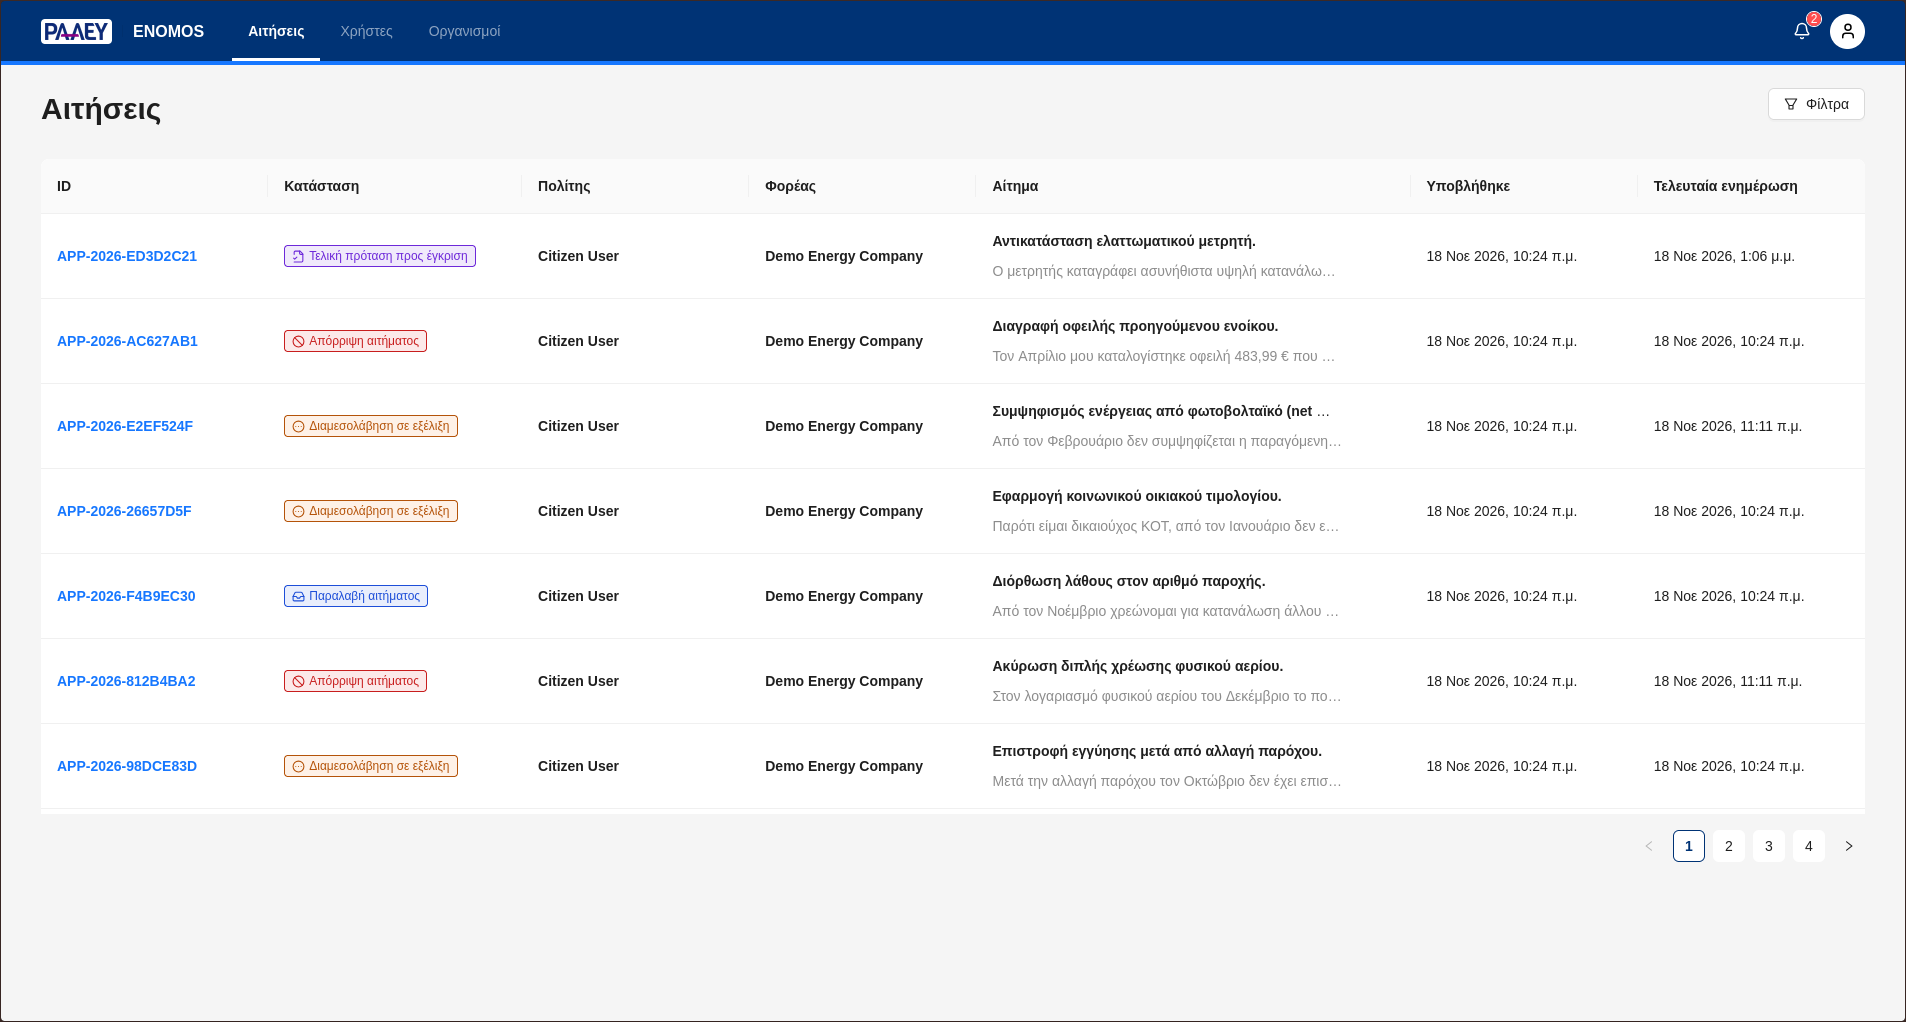 ΡΑΑΕΥ ENOMOS Αιτήσεις Χρήστες Οργανισμοί 2
Αιτήσεις
Φίλτρα
ID Κατάσταση Πολίτης Φορέας Αίτημα Υποβλήθηκε Τελευταία ενημέρωση
APP-2026-ED3D2C21 Τελική πρόταση προς έγκριση Citizen User Demo Energy Company Αντικατάσταση ελαττωματικού μετρητή. 18 Νοε 2026, 10:24 π.μ. 18 Νοε 2026, 1:06 μ.μ.
Ο μετρητής καταγράφει ασυνήθιστα υψηλή κατανάλω…
APP-2026-AC627AB1 Απόρριψη αιτήματος Citizen User Demo Energy Company Διαγραφή οφειλής προηγούμενου ενοίκου. 18 Νοε 2026, 10:24 π.μ. 18 Νοε 2026, 10:24 π.μ.
Τον Απρίλιο μου καταλογίστηκε οφειλή 483,99 € που …
APP-2026-E2EF524F Διαμεσολάβηση σε εξέλιξη Citizen User Demo Energy Company Συμψηφισμός ενέργειας από φωτοβολταϊκό (net … 18 Νοε 2026, 10:24 π.μ. 18 Νοε 2026, 11:11 π.μ.
Από τον Φεβρουάριο δεν συμψηφίζεται η παραγόμενη…
APP-2026-26657D5F Διαμεσολάβηση σε εξέλιξη Citizen User Demo Energy Company Εφαρμογή κοινωνικού οικιακού τιμολογίου. 18 Νοε 2026, 10:24 π.μ. 18 Νοε 2026, 10:24 π.μ.
Παρότι είμαι δικαιούχος ΚΟΤ, από τον Ιανουάριο δεν ε…
APP-2026-F4B9EC30 Παραλαβή αιτήματος Citizen User Demo Energy Company Διόρθωση λάθους στον αριθμό παροχής. 18 Νοε 2026, 10:24 π.μ. 18 Νοε 2026, 10:24 π.μ.
Από τον Νοέμβριο χρεώνομαι για κατανάλωση άλλου …
APP-2026-812B4BA2 Απόρριψη αιτήματος Citizen User Demo Energy Company Ακύρωση διπλής χρέωσης φυσικού αερίου. 18 Νοε 2026, 10:24 π.μ. 18 Νοε 2026, 11:11 π.μ.
Στον λογαριασμό φυσικού αερίου του Δεκέμβριο το πο…
APP-2026-98DCE83D Διαμεσολάβηση σε εξέλιξη Citizen User Demo Energy Company Επιστροφή εγγύησης μετά από αλλαγή παρόχου. 18 Νοε 2026, 10:24 π.μ. 18 Νοε 2026, 10:24 π.μ.
Μετά την αλλαγή παρόχου τον Οκτώβριο δεν έχει επισ…
1 2 3 4